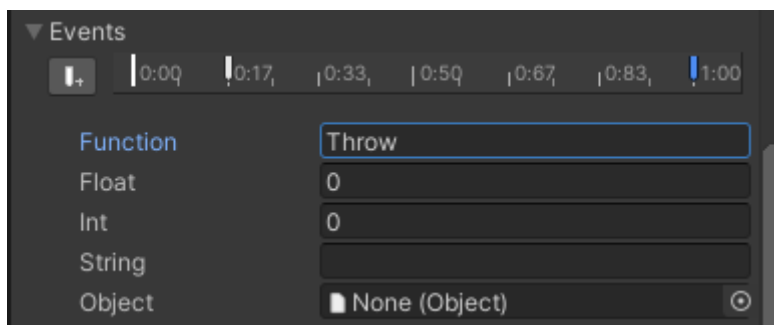 Events
0:00 0:17 0:33 0:50 0:67 0:83 1:00
Function Throw
Float 0
Int 0
String
Object None (Object)